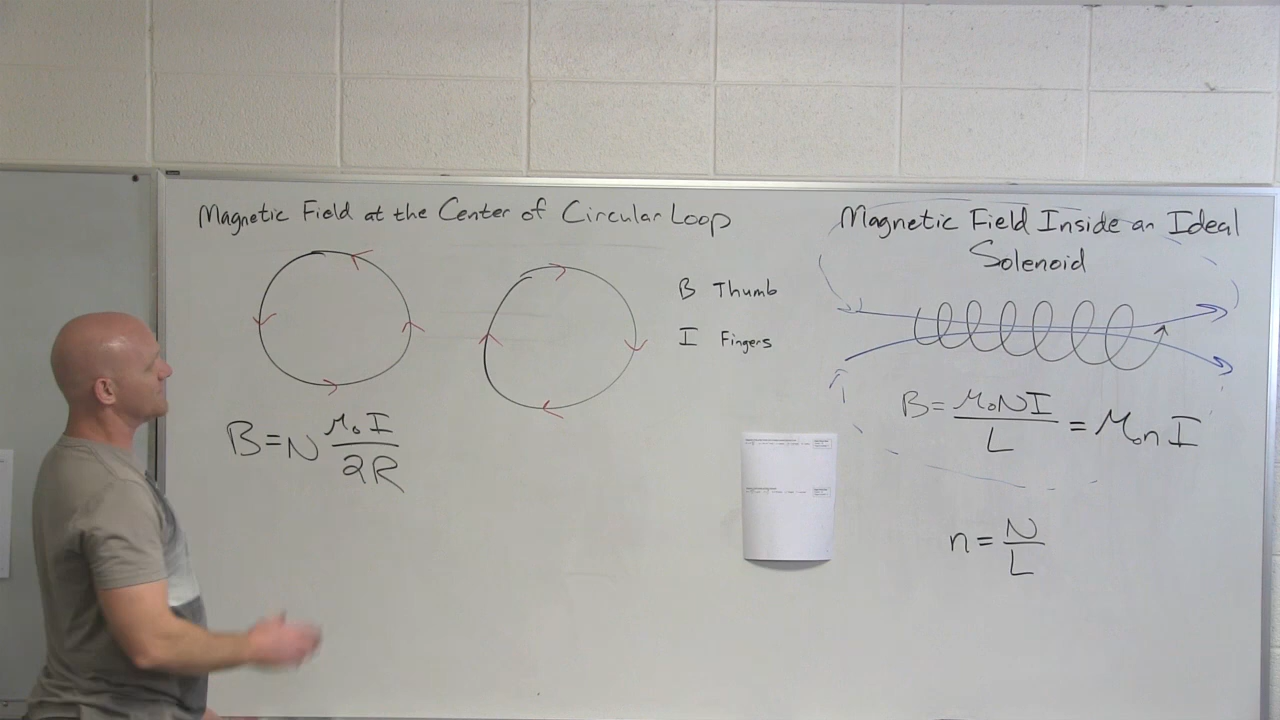 Magnetic Field at the Center of Circular Loop
B Thumb
I Fingers
B = N μ₀I / 2R
Magnetic Field Inside an Ideal
Solenoid
B = μ₀NI / L = μ₀nI
n = N / L